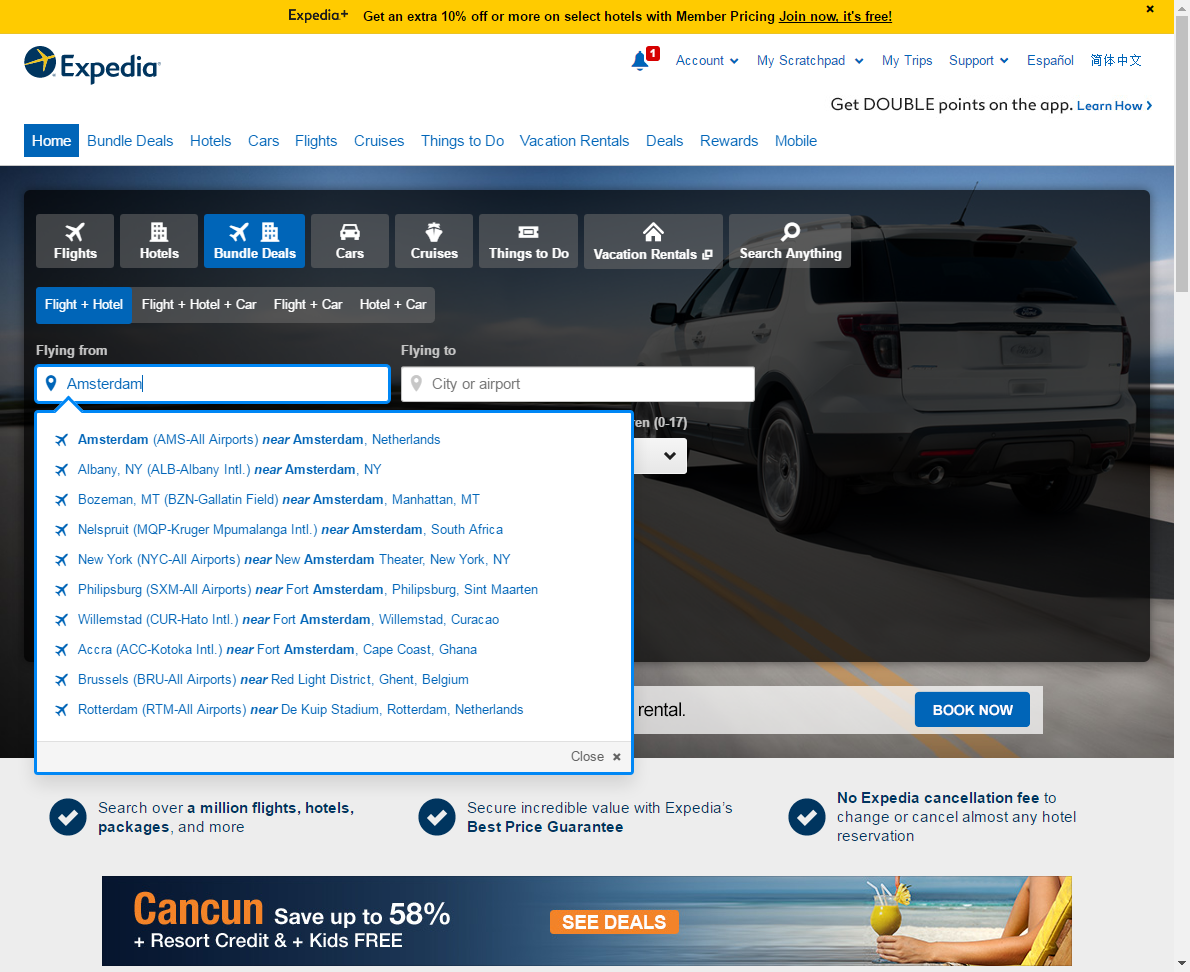 Expedia+ Get an extra 10% off or more on select hotels with Member Pricing Join now, it's free!
Expedia
1 Account My Scratchpad My Trips Support Español 简体中文
Get DOUBLE points on the app. Learn How
Home Bundle Deals Hotels Cars Flights Cruises Things to Do Vacation Rentals Deals Rewards Mobile
Flights Hotels Bundle Deals Cars Cruises Things to Do Vacation Rentals Search Anything
Flight + Hotel Flight + Hotel + Car Flight + Car Hotel + Car
Flying from Flying to
Amsterdam City or airport
ren (0-17)
Amsterdam (AMS-All Airports) near Amsterdam, Netherlands
Albany, NY (ALB-Albany Intl.) near Amsterdam, NY
Bozeman, MT (BZN-Gallatin Field) near Amsterdam, Manhattan, MT
Nelspruit (MQP-Kruger Mpumalanga Intl.) near Amsterdam, South Africa
New York (NYC-All Airports) near New Amsterdam Theater, New York, NY
Philipsburg (SXM-All Airports) near Fort Amsterdam, Philipsburg, Sint Maarten
Willemstad (CUR-Hato Intl.) near Fort Amsterdam, Willemstad, Curacao
Accra (ACC-Kotoka Intl.) near Fort Amsterdam, Cape Coast, Ghana
Brussels (BRU-All Airports) near Red Light District, Ghent, Belgium
Rotterdam (RTM-All Airports) near De Kuip Stadium, Rotterdam, Netherlands
rental. BOOK NOW
Close
Search over a million flights, hotels,
packages, and more
Secure incredible value with Expedia's
Best Price Guarantee
No Expedia cancellation fee to
change or cancel almost any hotel
reservation
Cancun Save up to 58%
+ Resort Credit & + Kids FREE
SEE DEALS